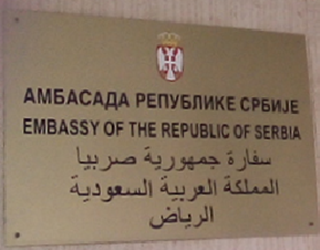 АМБАСАДА РЕПУБЛИКЕ СРБИЈЕ
EMBASSY OF THE REPUBLIC OF SERBIA
سفارة جمهورية صربيا
المملكة العربية السعودية
الرياض